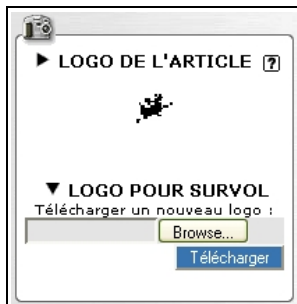 LOGO DE L'ARTICLE ?
LOGO POUR SURVOL
Télécharger un nouveau logo :
Browse...
Télécharger